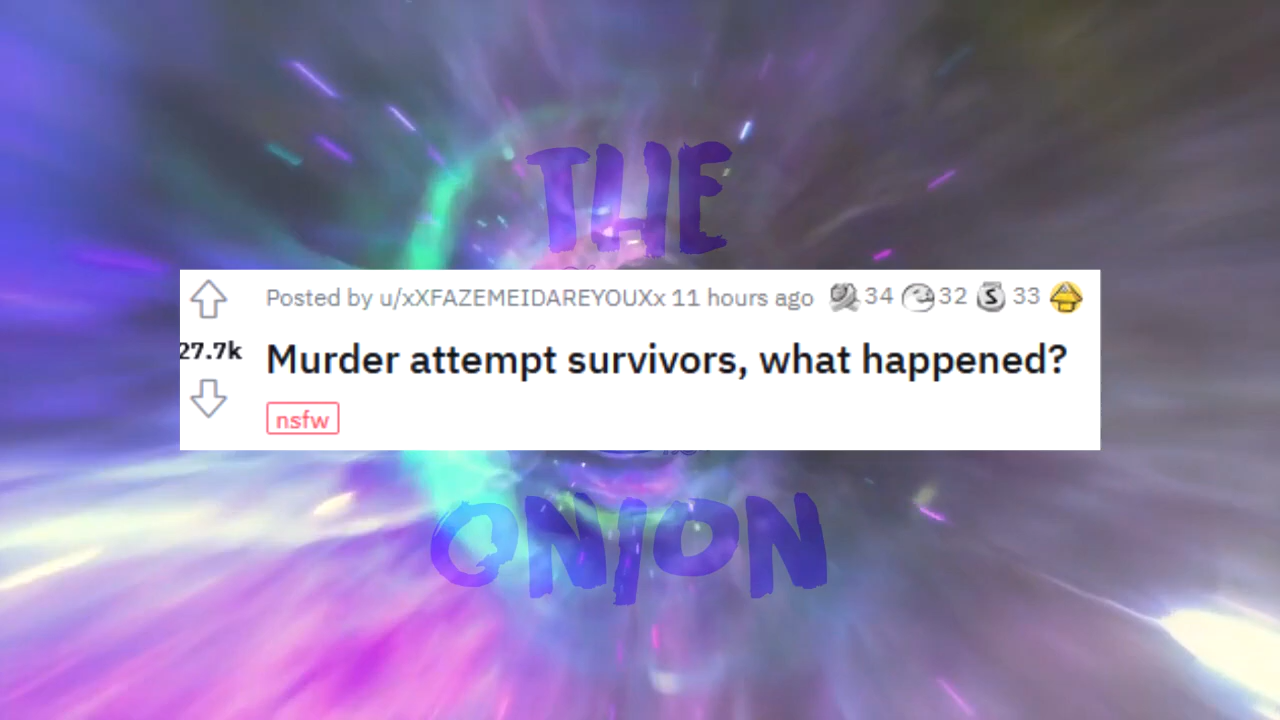 THE
Posted by u/xXFAZEMEIDAREYOUXx 11 hours ago 34 32 33
27.7k
Murder attempt survivors, what happened?
nsfw
ONION